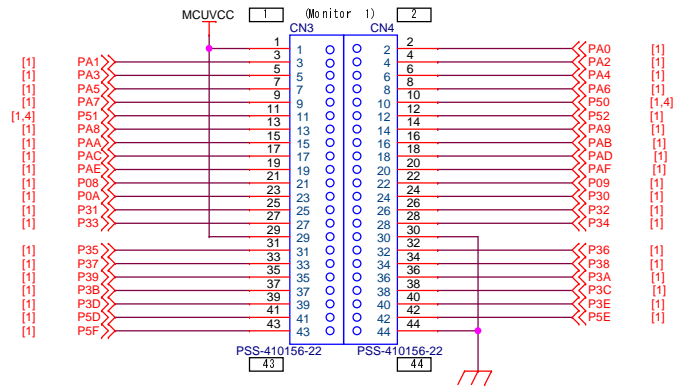 MCUVCC 1 (Monitor 1) 2
CN3 CN4
1 1 2 2 PA0 [1]
[1] PA1 3 3 4 4 PA2 [1]
[1] PA3 5 5 6 6 PA4 [1]
[1] PA5 7 7 8 8 PA6 [1]
[1] PA7 9 9 10 10 P50 [1,4]
[1,4] P51 11 11 12 12 P52 [1]
[1] PA8 13 13 14 14 PA9 [1]
[1] PAA 15 15 16 16 PAB [1]
[1] PAC 17 17 18 18 PAD [1]
[1] PAE 19 19 20 20 PAF [1]
[1] P08 21 21 22 22 P09 [1]
[1] P0A 23 23 24 24 P30 [1]
[1] P31 25 25 26 26 P32 [1]
[1] P33 27 27 28 28 P34 [1]
29 29 30 30
[1] P35 31 31 32 32 P36 [1]
[1] P37 33 33 34 34 P38 [1]
[1] P39 35 35 36 36 P3A [1]
[1] P3B 37 37 38 38 P3C [1]
[1] P3D 39 39 40 40 P3E [1]
[1] P5D 41 41 42 42 P5E [1]
[1] P5F 43 43 44 44
PSS-410156-22 PSS-410156-22
43 44